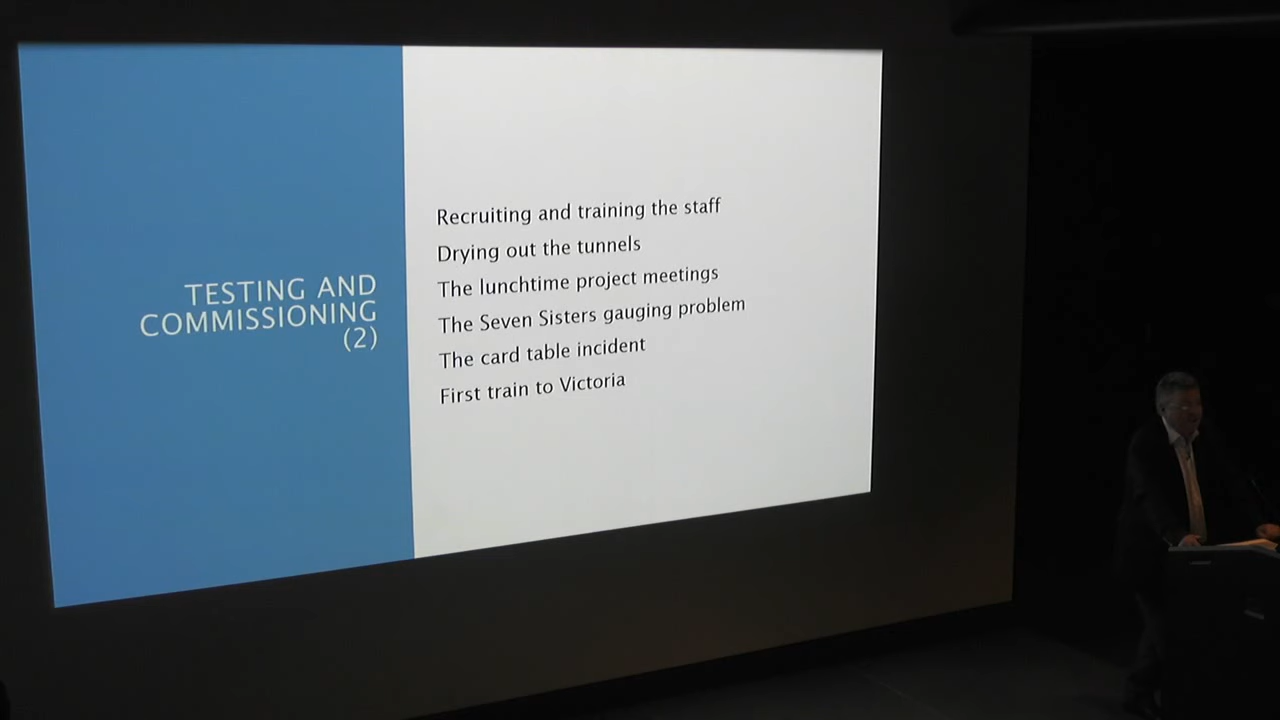 TESTING AND
COMMISSIONING
(2)
Recruiting and training the staff
Drying out the tunnels
The lunchtime project meetings
The Seven Sisters gauging problem
The card table incident
First train to Victoria